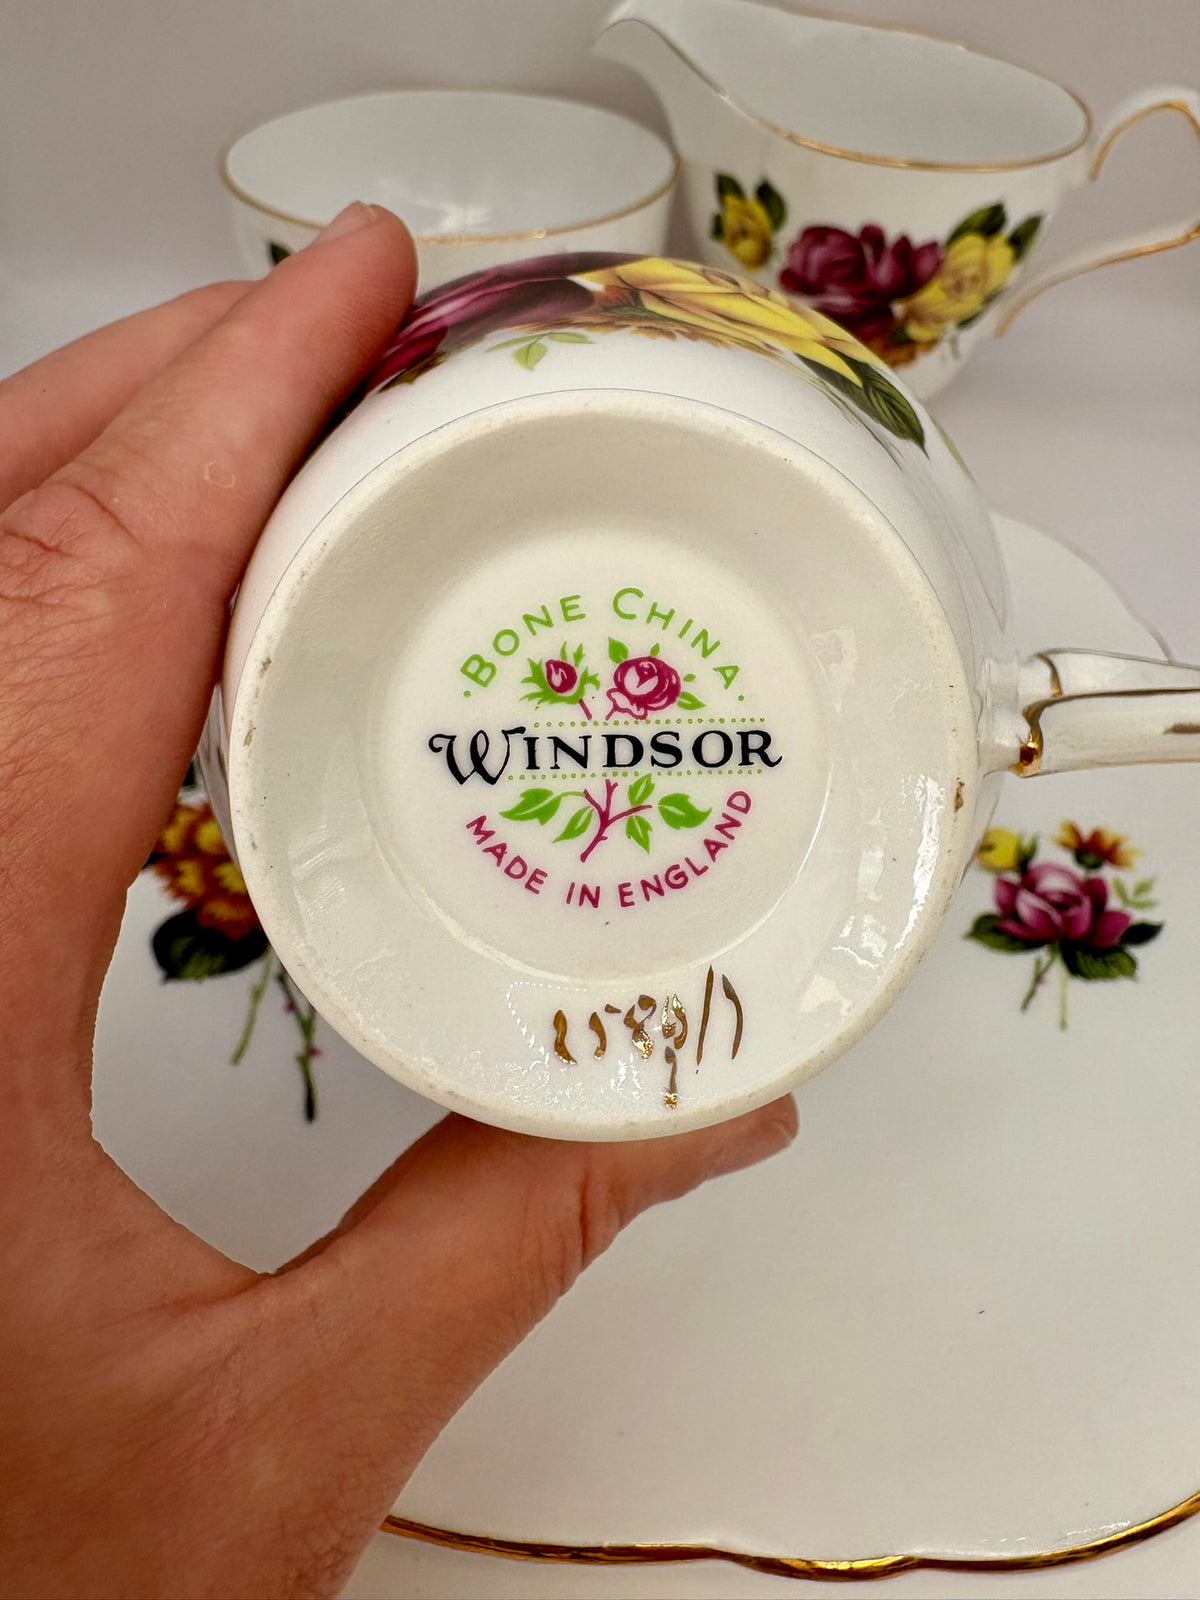 ·BONE CHINA·
WINDSOR
MADE IN ENGLAND